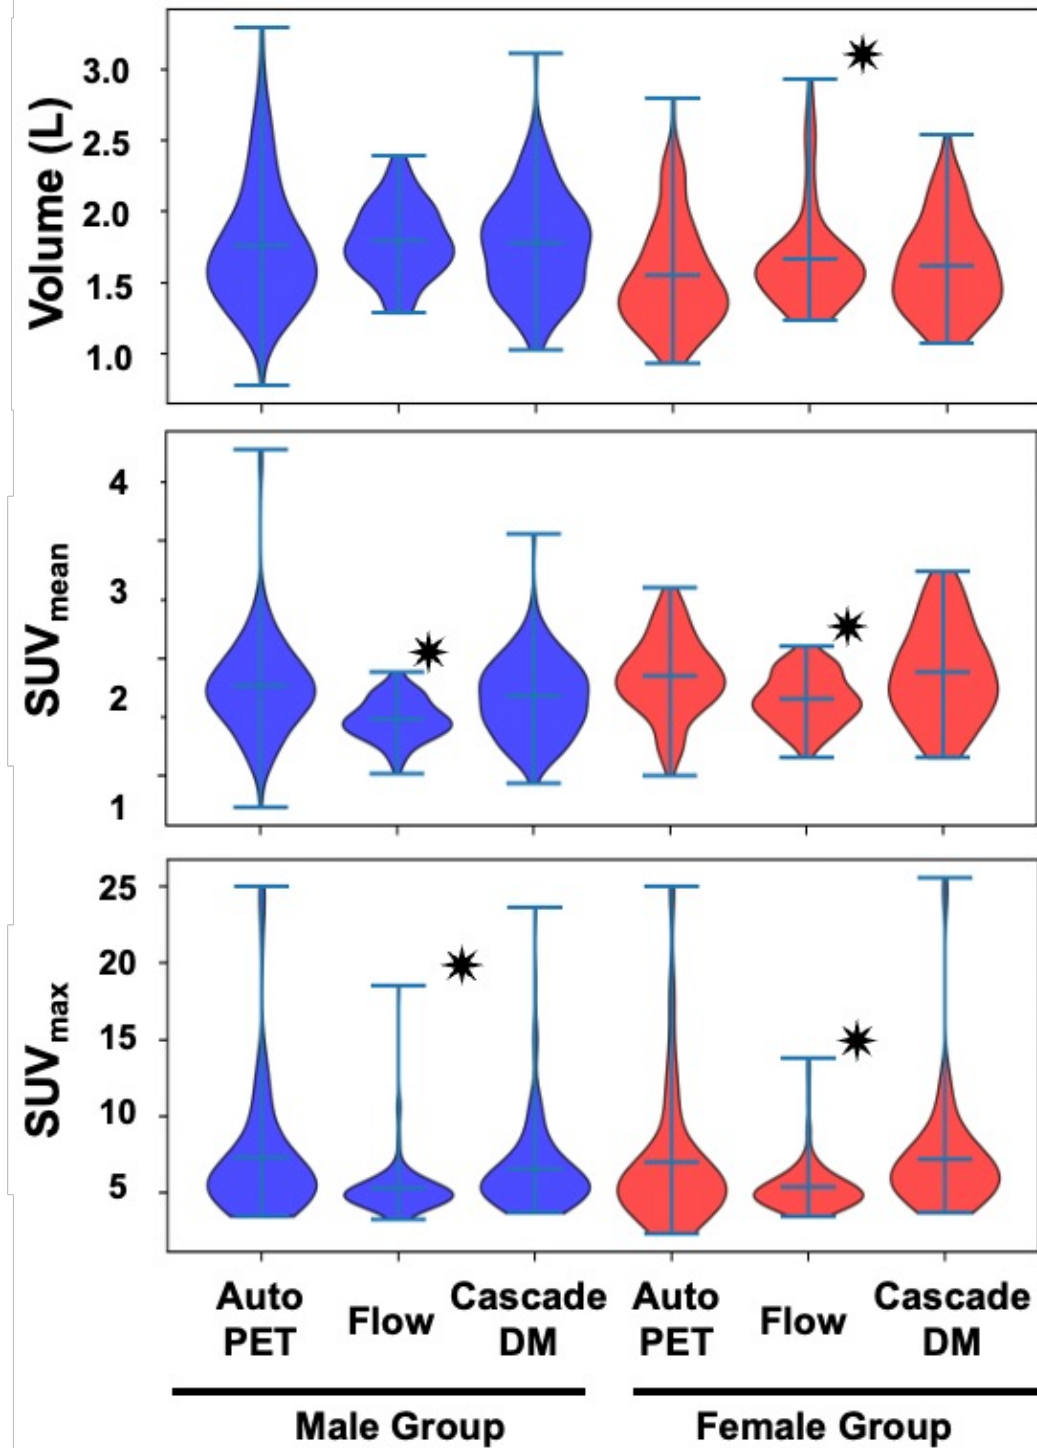 Volume (L)
3.0
2.5
2.0
1.5
1.0
SUVmean
4
3
2
1
SUVmax
25
20
15
10
5
Auto PET
Flow
Cascade DM
Auto PET
Flow
Cascade DM
Male Group
Female Group